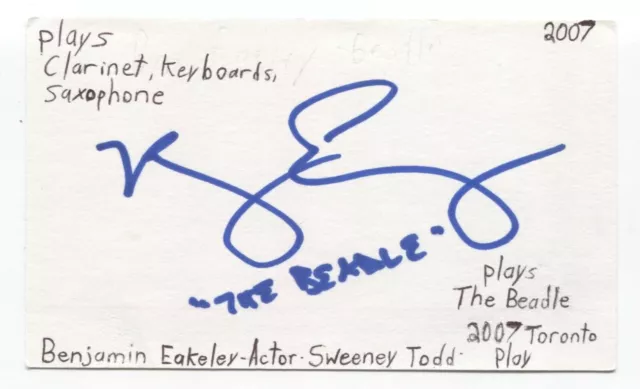 plays
2007
Clarinet, Keyboards,
Saxophone
"THE BEADLE"
plays
The Beadle
2007 Toronto
Benjamin Eakeley-Actor-Sweeney Todd- Play